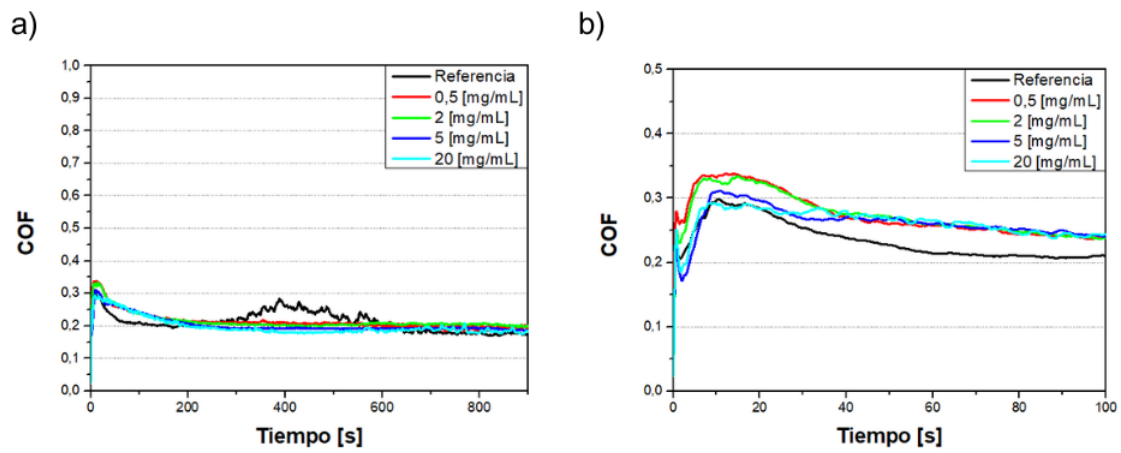 a)
COF
1,0
0,9
0,8
0,7
0,6
0,5
0,4
0,3
0,2
0,1
0,0
Referencia
0,5 [mg/mL]
2 [mg/mL]
5 [mg/mL]
20 [mg/mL]
0 200 400 600 800
Tiempo [s]
b)
COF
0,5
0,4
0,3
0,2
0,1
0,0
Referencia
0,5 [mg/mL]
2 [mg/mL]
5 [mg/mL]
20 [mg/mL]
0 20 40 60 80 100
Tiempo [s]